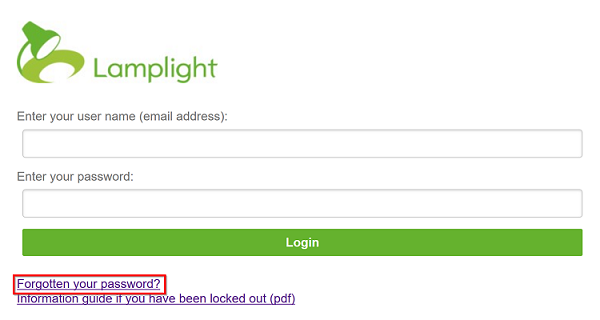 Lamplight
Enter your user name (email address):
Enter your password:
Login
Forgotten your password?
Information guide if you have been locked out (pdf)